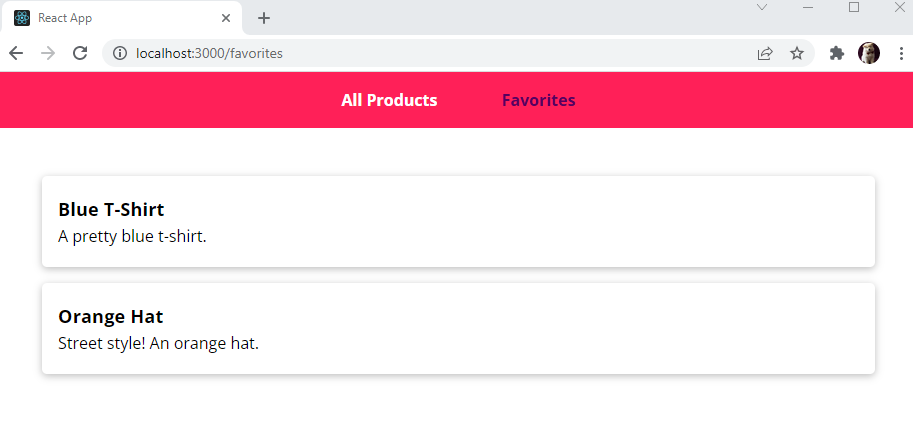 React App
localhost:3000/favorites
All Products Favorites
Blue T-Shirt
A pretty blue t-shirt.
Orange Hat
Street style! An orange hat.